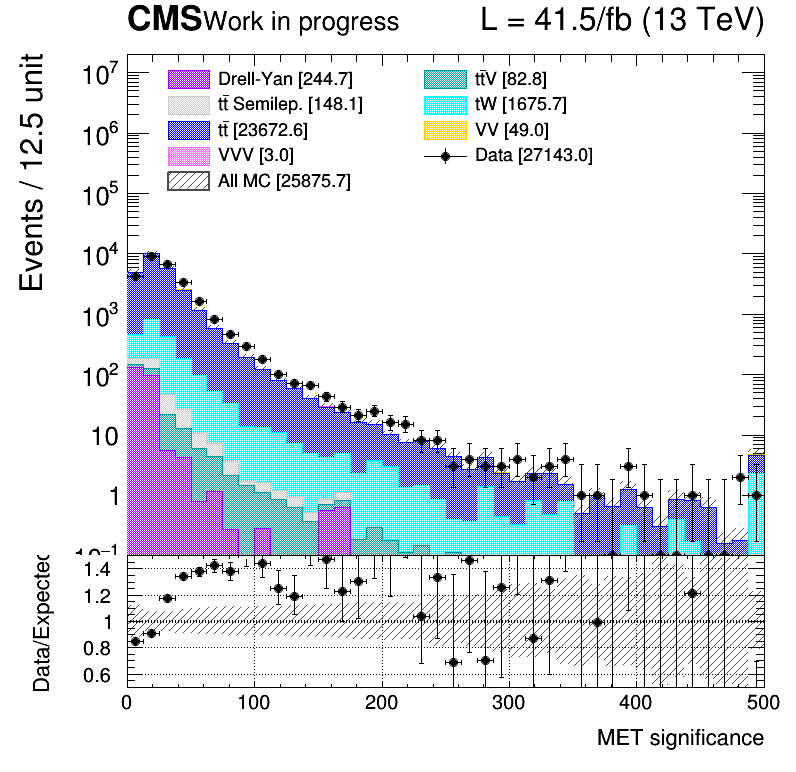 CMS Work in progress L = 41.5/fb (13 TeV)
Events / 12.5 unit
10⁷
10⁶
10⁵
10⁴
10³
10²
10
1
10⁻¹
Drell-Yan [244.7]
tt̄ Semilep. [148.1]
tt̄ [23672.6]
VVV [3.0]
All MC [25875.7]
tt̄V [82.8]
tW [1675.7]
VV [49.0]
Data [27143.0]
Data/Expected
1.4
1.2
1
0.8
0.6
0 100 200 300 400 500
MET significance